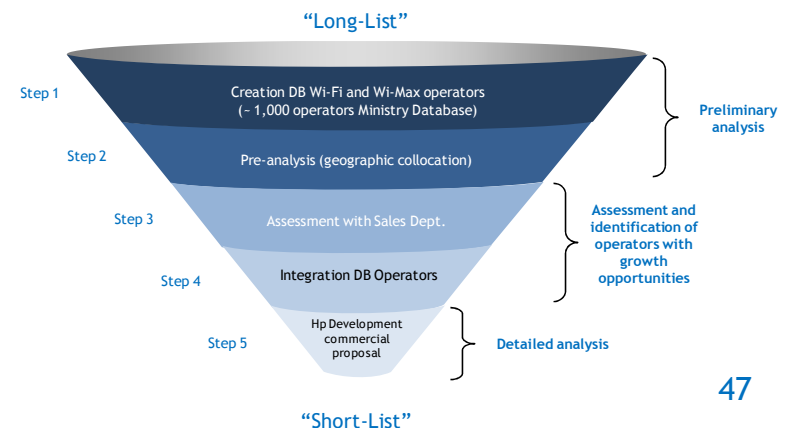 “Long-List”
Step 1
Creation DB Wi-Fi and Wi-Max operators
(~ 1,000 operators Ministry Database)
Preliminary
analysis
Step 2
Pre-analysis (geographic collocation)
Step 3
Assessment with Sales Dept.
Assessment and
identification of
operators with
growth
opportunities
Step 4
Integration DB Operators
Step 5
Hp Development
commercial
proposal
Detailed analysis
47
“Short-List”